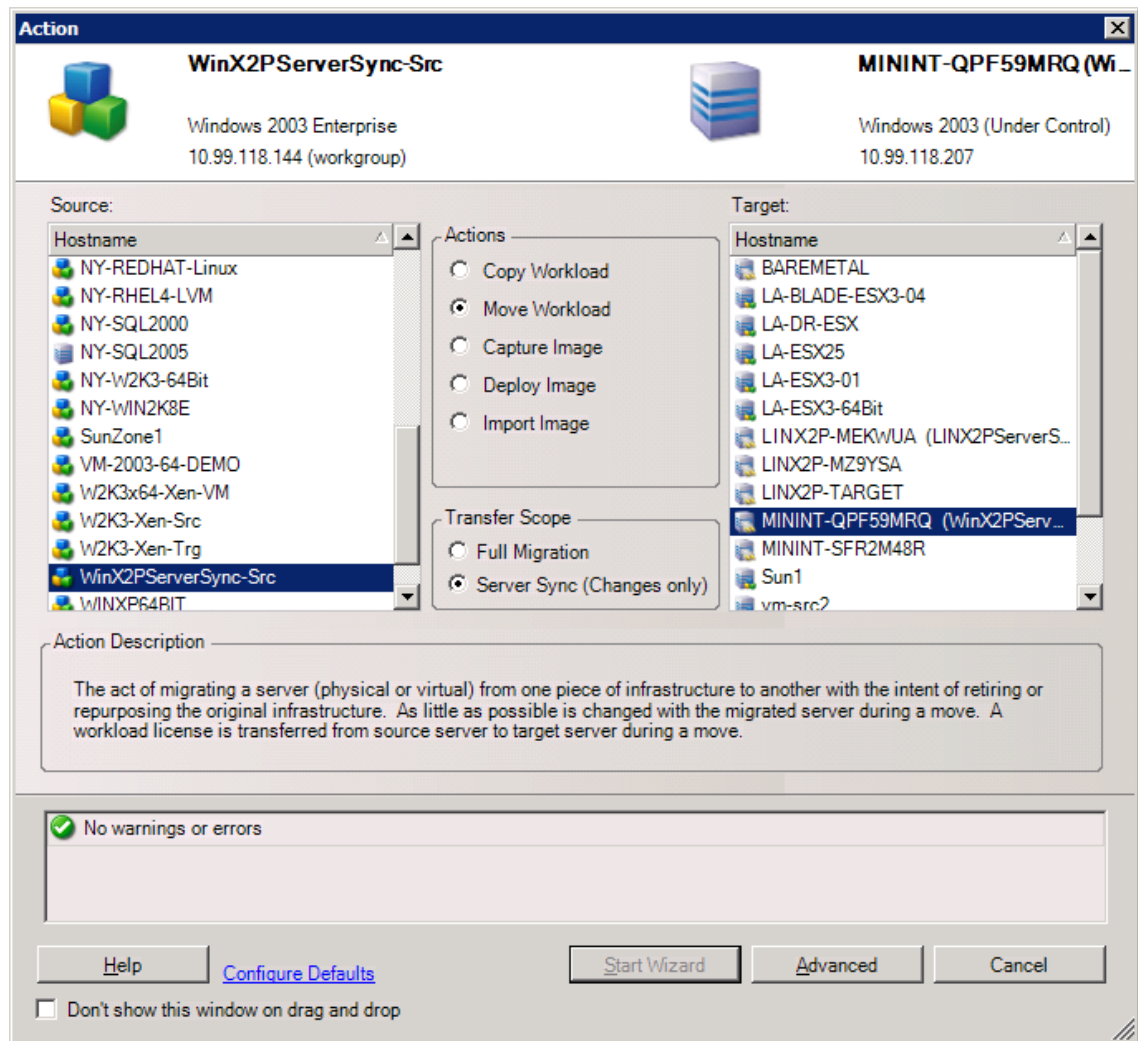 Action
WinX2PServerSync-Src
MININT-QPF59MRQ (Wi...
Windows 2003 Enterprise
Windows 2003 (Under Control)
10.99.118.144 (workgroup)
10.99.118.207
Source:
Target:
Hostname
NY-REDHAT-Linux
NY-RHEL4-LVM
NY-SQL2000
NY-SQL2005
NY-W2K3-64Bit
NY-WIN2K8E
SunZone1
VM-2003-64-DEMO
W2K3x64-Xen-VM
W2K3-Xen-Src
W2K3-Xen-Trg
WinX2PServerSync-Src
WINXP64BIT
Actions
Copy Workload
Move Workload
Capture Image
Deploy Image
Import Image
Transfer Scope
Full Migration
Server Sync (Changes only)
Hostname
BAREMETAL
LA-BLADE-ESX3-04
LA-DR-ESX
LA-ESX25
LA-ESX3-01
LA-ESX3-64Bit
LINX2P-MEKWUA (LINX2PServerS...
LINX2P-MZ9YSA
LINX2P-TARGET
MININT-QPF59MRQ (WinX2PServ...
MININT-SFR2M48R
Sun1
vm-src2
Action Description
The act of migrating a server (physical or virtual) from one piece of infrastructure to another with the intent of retiring or
repurposing the original infrastructure. As little as possible is changed with the migrated server during a move. A
workload license is transferred from source server to target server during a move.
No warnings or errors
Help
Configure Defaults
Start Wizard
Advanced
Cancel
Don't show this window on drag and drop